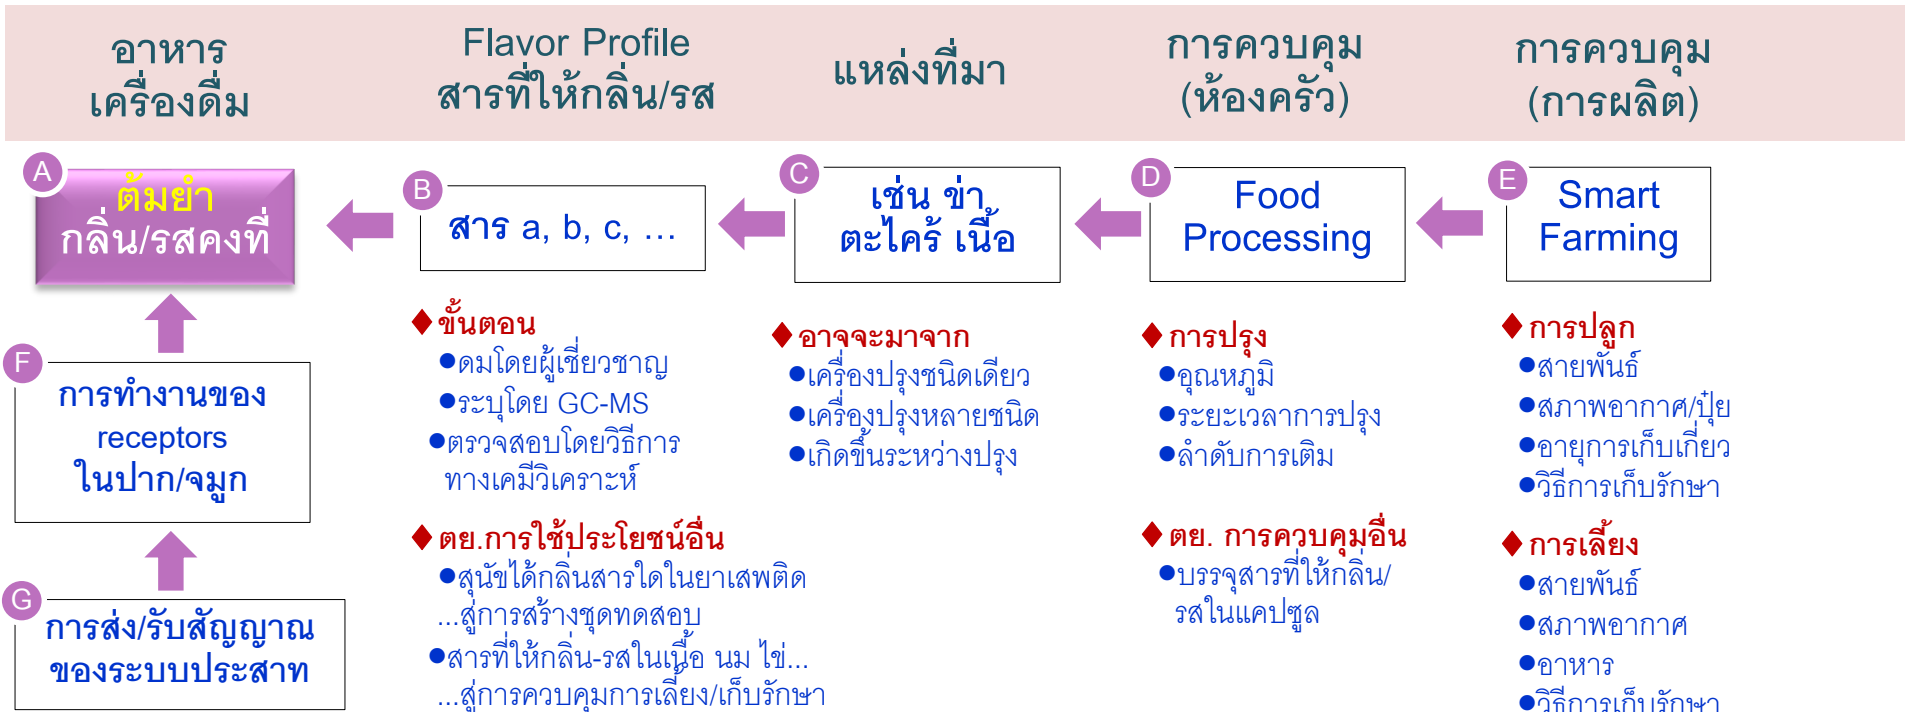 อาหาร
เครื่องดื่ม
Flavor Profile
สารที่ให้กลิ่น/รส
แหล่งที่มา
การควบคุม
(ห้องครัว)
การควบคุม
(การผลิต)
A
ต้มยำ
กลิ่น/รสคงที่
B
สาร a, b, c, ...
C
เช่น ข่า
ตะไคร้ เนื้อ
D
Food
Processing
E
Smart
Farming
F
การทำงานของ
receptors
ในปาก/จมูก
G
การส่ง/รับสัญญาณ
ของระบบประสาท
♦ขั้นตอน
●ดมโดยผู้เชี่ยวชาญ
●ระบุโดย GC-MS
●ตรวจสอบโดยวิธีการ
ทางเคมีวิเคราะห์
♦ตย.การใช้ประโยชน์อื่น
●สุนัขได้กลิ่นสารใดในยาเสพติด
...สู่การสร้างชุดทดสอบ
●สารที่ให้กลิ่น-รสในเนื้อ นม ไข่...
...สู่การควบคุมการเลี้ยง/เก็บรักษา
♦อาจจะมาจาก
●เครื่องปรุงชนิดเดียว
●เครื่องปรุงหลายชนิด
●เกิดขึ้นระหว่างปรุง
♦การปรุง
●อุณหภูมิ
●ระยะเวลาการปรุง
●ลำดับการเติม
♦ตย. การควบคุมอื่น
●บรรจุสารที่ให้กลิ่น/
รสในแคปซูล
♦การปลูก
●สายพันธ์
●สภาพอากาศ/ปุ๋ย
●อายุการเก็บเกี่ยว
●วิธีการเก็บรักษา
♦การเลี้ยง
●สายพันธ์
●สภาพอากาศ
●อาหาร
●วิธีการเก็บรักษา